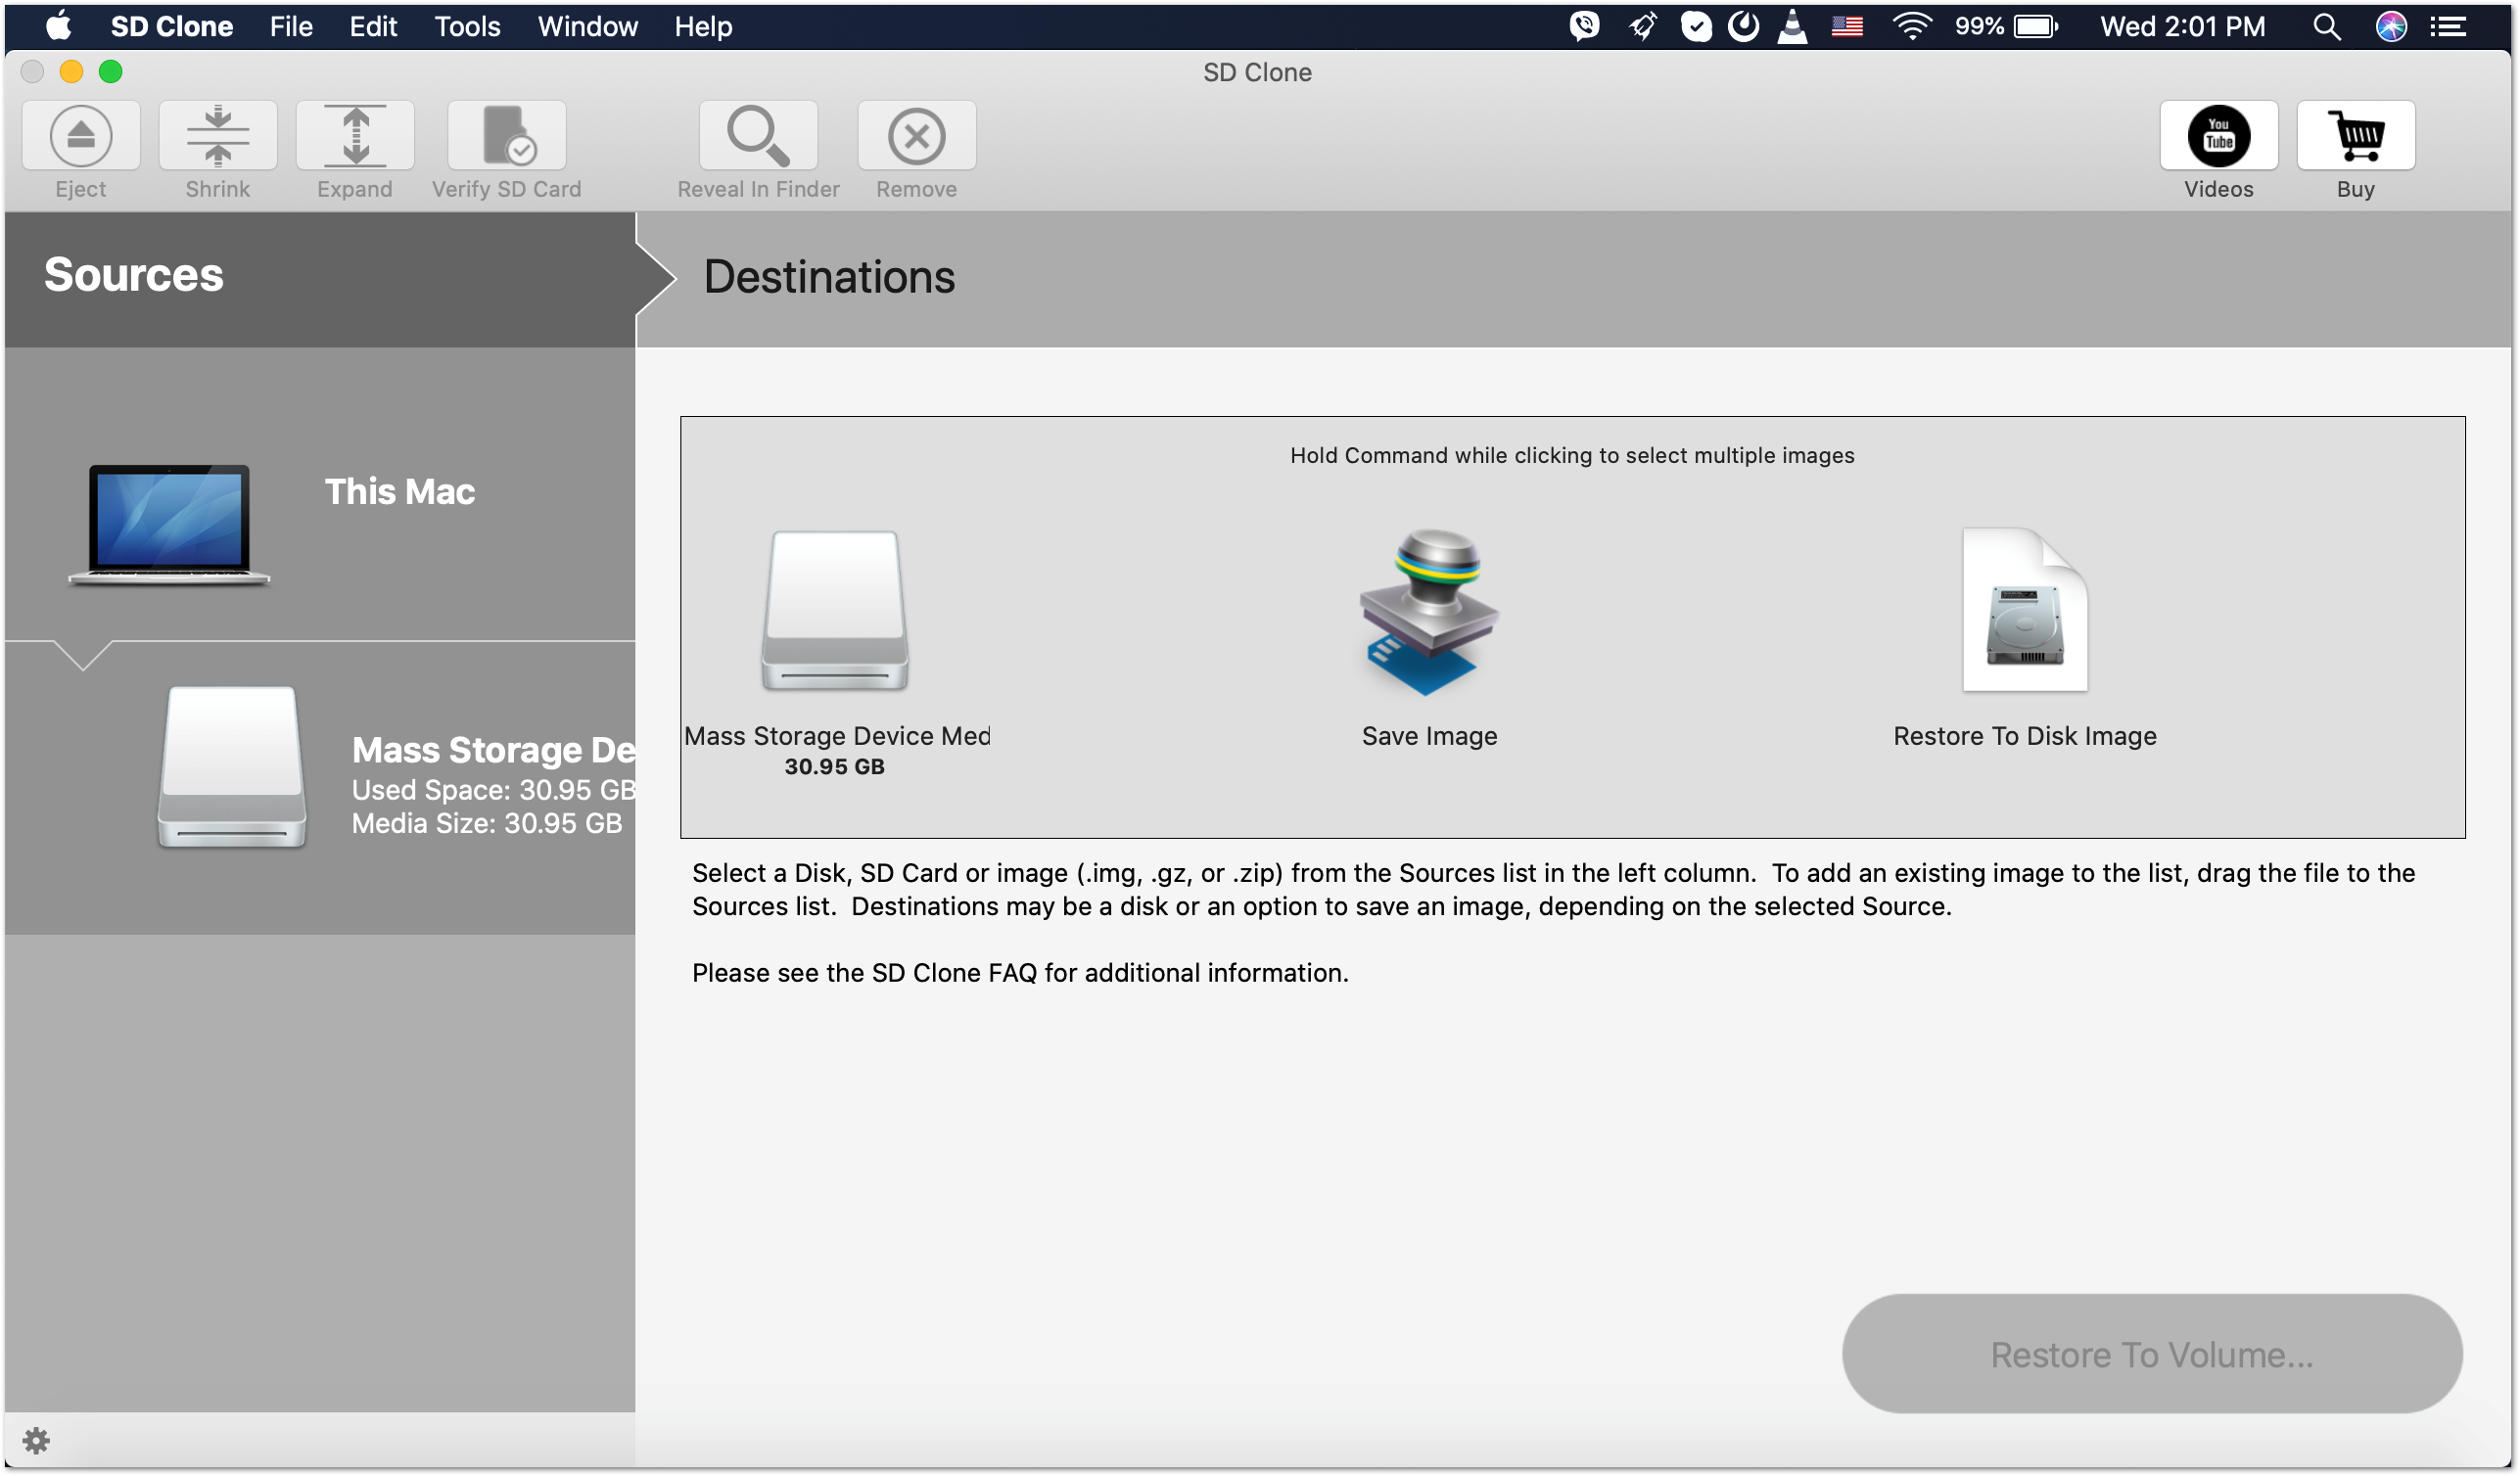 SD Clone File Edit Tools Window Help 99% Wed 2:01 PM
SD Clone
You
Tube
Eject Shrink Expand Verify SD Card Reveal In Finder Remove Videos Buy
Sources
Destinations
This Mac
Mass Storage De
Used Space: 30.95 GB
Media Size: 30.95 GB
Hold Command while clicking to select multiple images
Mass Storage Device Med
30.95 GB
Save Image
Restore To Disk Image
Select a Disk, SD Card or image (.img, .gz, or .zip) from the Sources list in the left column. To add an existing image to the list, drag the file to the
Sources list. Destinations may be a disk or an option to save an image, depending on the selected Source.
Please see the SD Clone FAQ for additional information.
Restore To Volume...